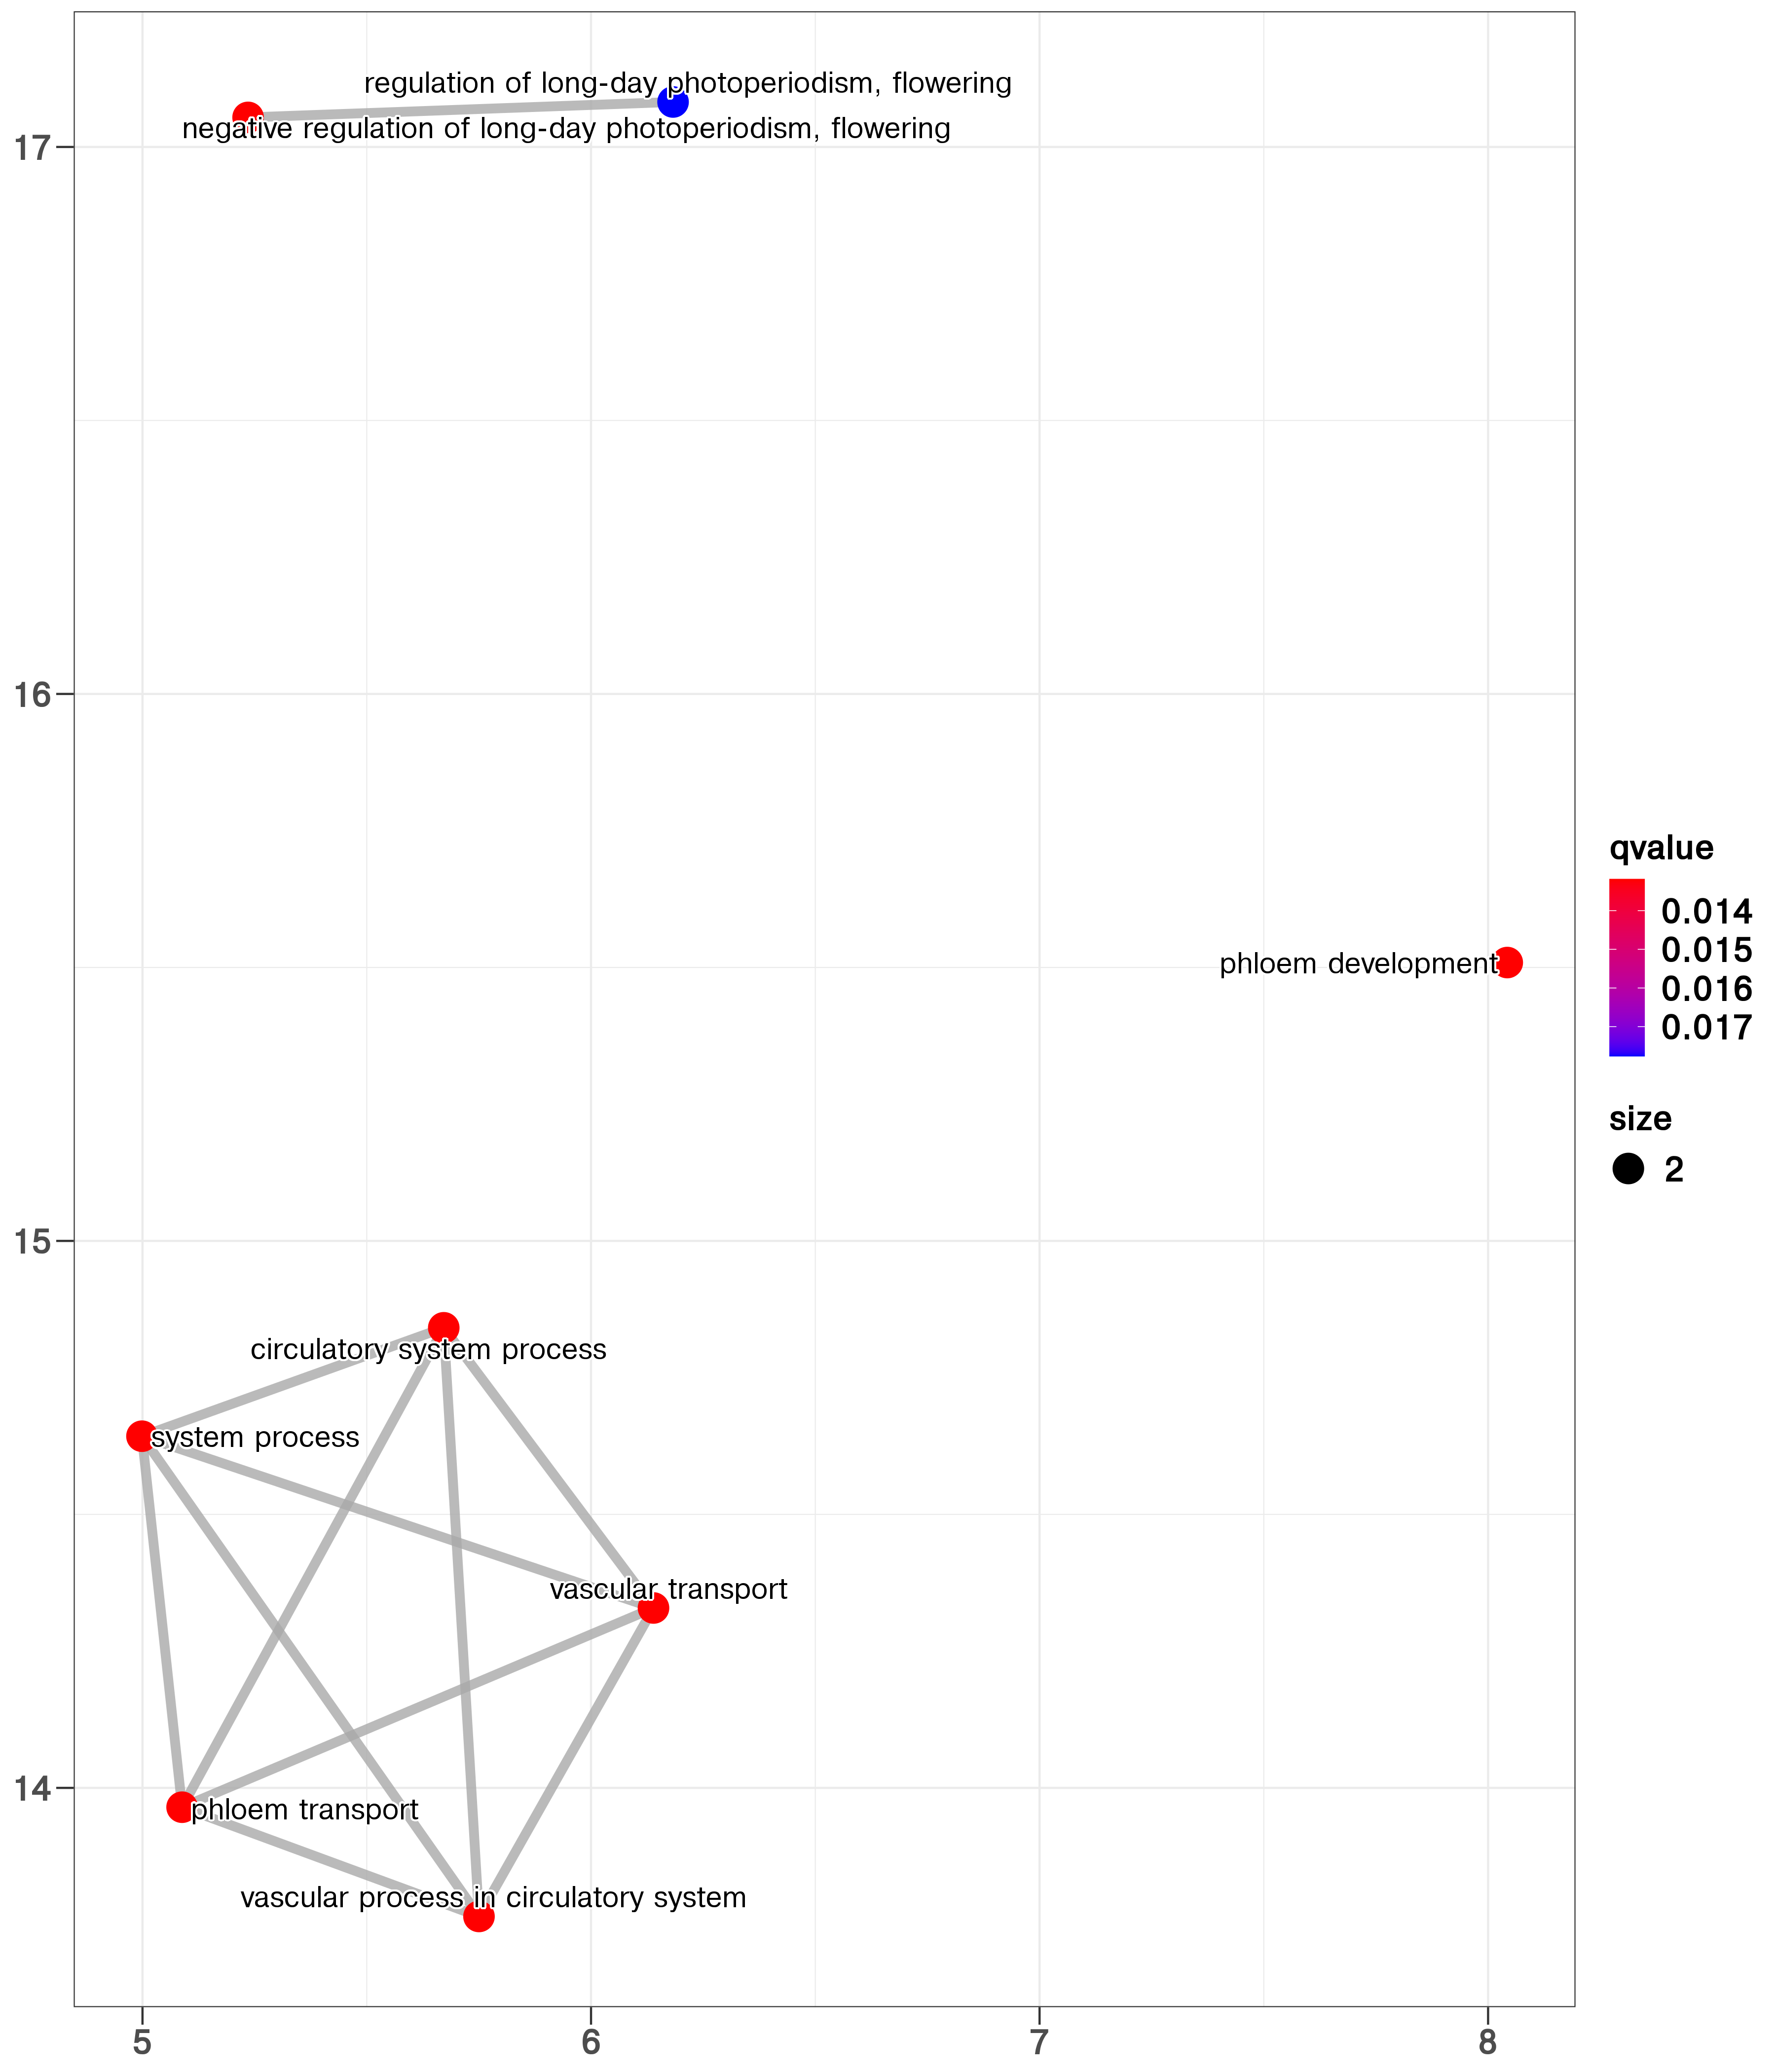 regulation of long-day photoperiodism, flowering
negative regulation of long-day photoperiodism, flowering
17
16
phloem development
15
circulatory system process
system process
vascular transport
14
phloem transport
vascular process in circulatory system
5
6
7
8
qvalue
0.014
0.015
0.016
0.017
size
2